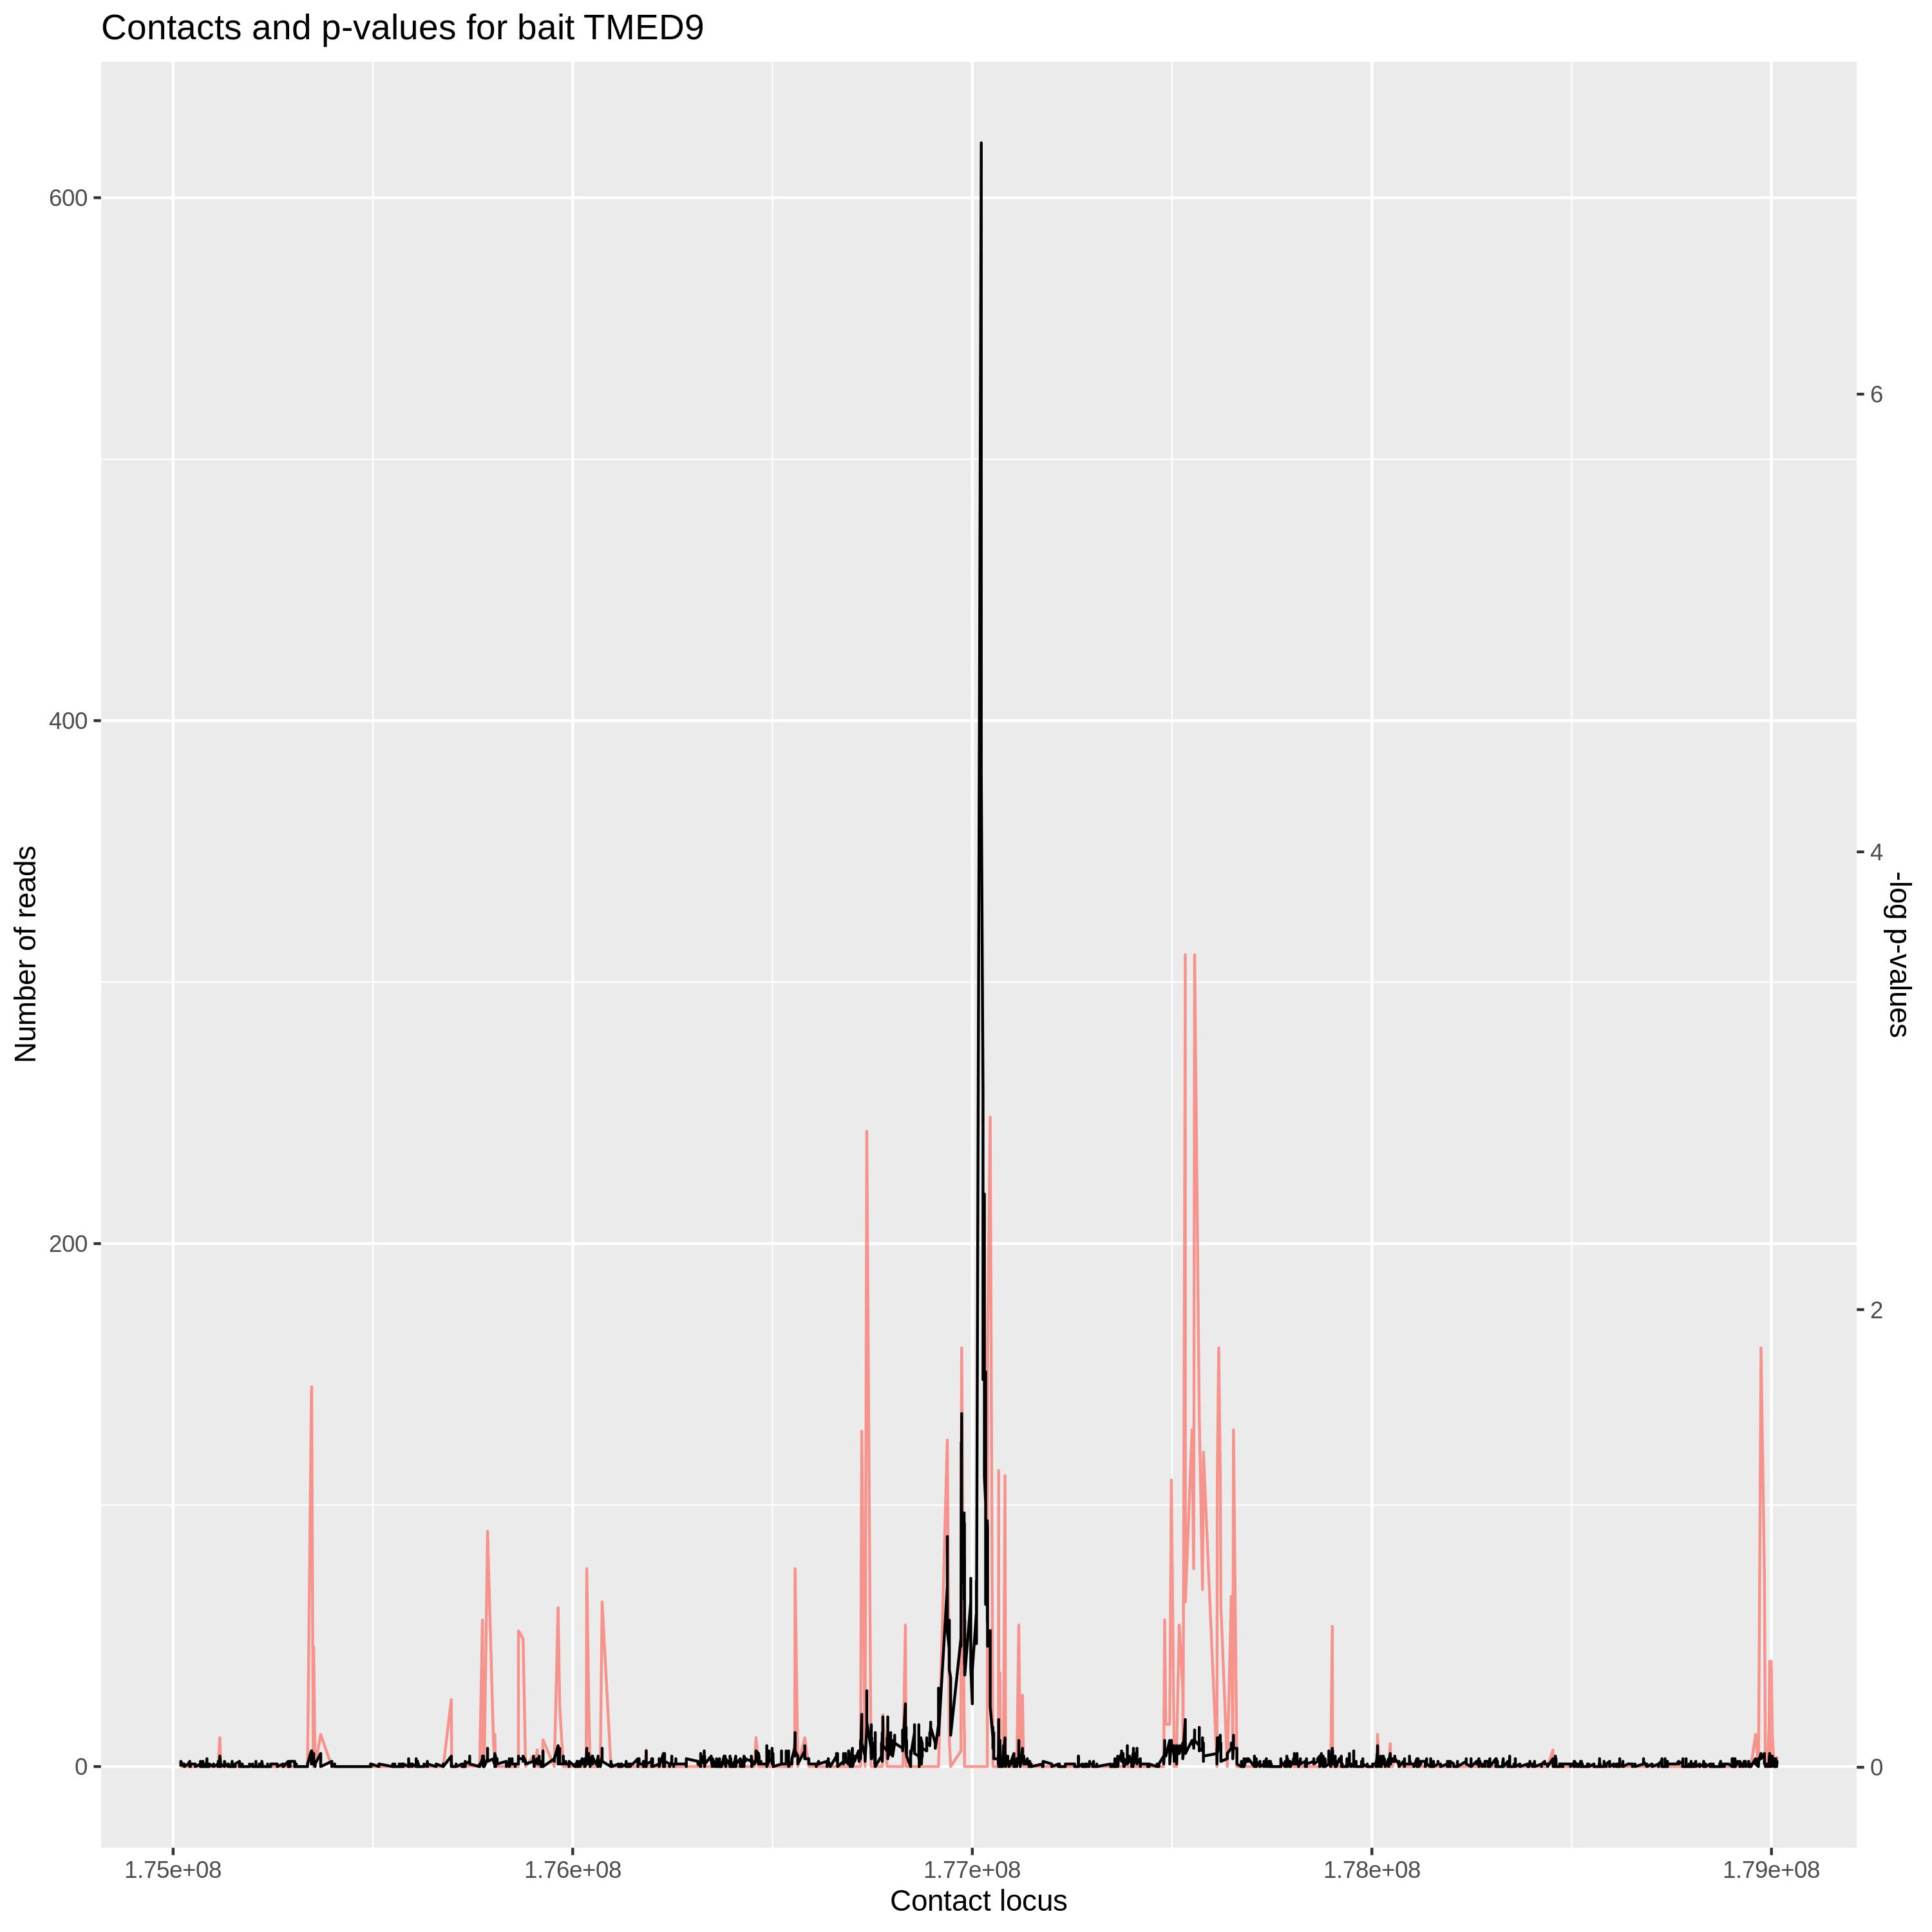 Contacts and p-values for bait TMED9
600
400
200
0
Number of reads
6
4
2
0
-log p-values
1.75e+08
1.76e+08
1.77e+08
1.78e+08
1.79e+08
Contact locus